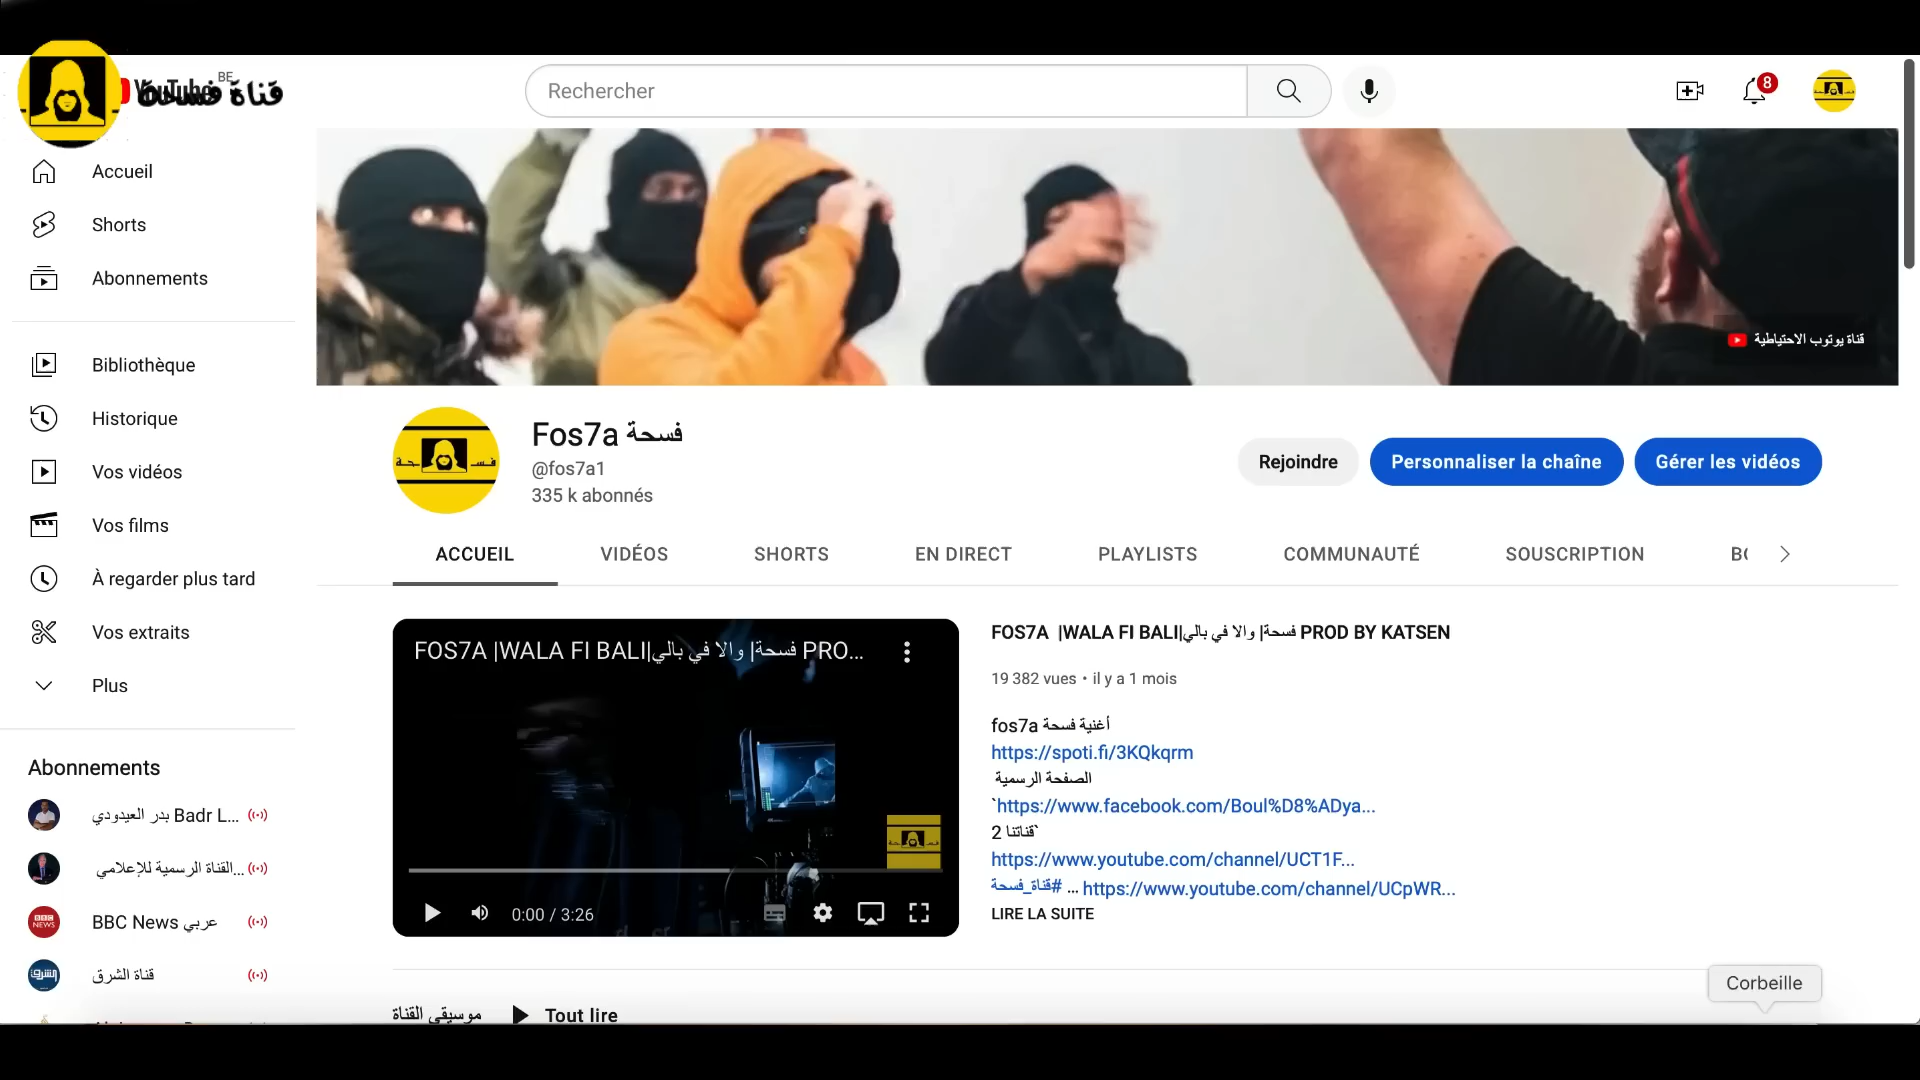 قناة فسحة
BE
Rechercher
8
Accueil
Shorts
Abonnements
Bibliothèque
Historique
Vos vidéos
Vos films
À regarder plus tard
Vos extraits
Plus
Abonnements
بدر العيدودي Badr L...
القناة الرسمية للإعلامي...
BBC News عربي
قناة الشرق
قناة يوتوب الاحتياطية
Fos7a فسحة
@fos7a1
335 k abonnés
Rejoindre
Personnaliser la chaîne
Gérer les vidéos
ACCUEIL
VIDÉOS
SHORTS
EN DIRECT
PLAYLISTS
COMMUNAUTÉ
SOUSCRIPTION
FOS7A |WALA FI BALI|فسحة| والا في بالي PRO...
0:00 / 3:26
FOS7A |WALA FI BALI|فسحة| والا في بالي PROD BY KATSEN
19 382 vues • il y a 1 mois
أغنية فسحة fos7a
https://spoti.fi/3KQkqrm
الصفحة الرسمية
`https://www.facebook.com/Boul%D8%ADya...
`قناتنا 2
https://www.youtube.com/channel/UCT1F...
#قناة_فسحة ... https://www.youtube.com/channel/UCpWR...
LIRE LA SUITE
Corbeille
موسيقى القناة
Tout lire